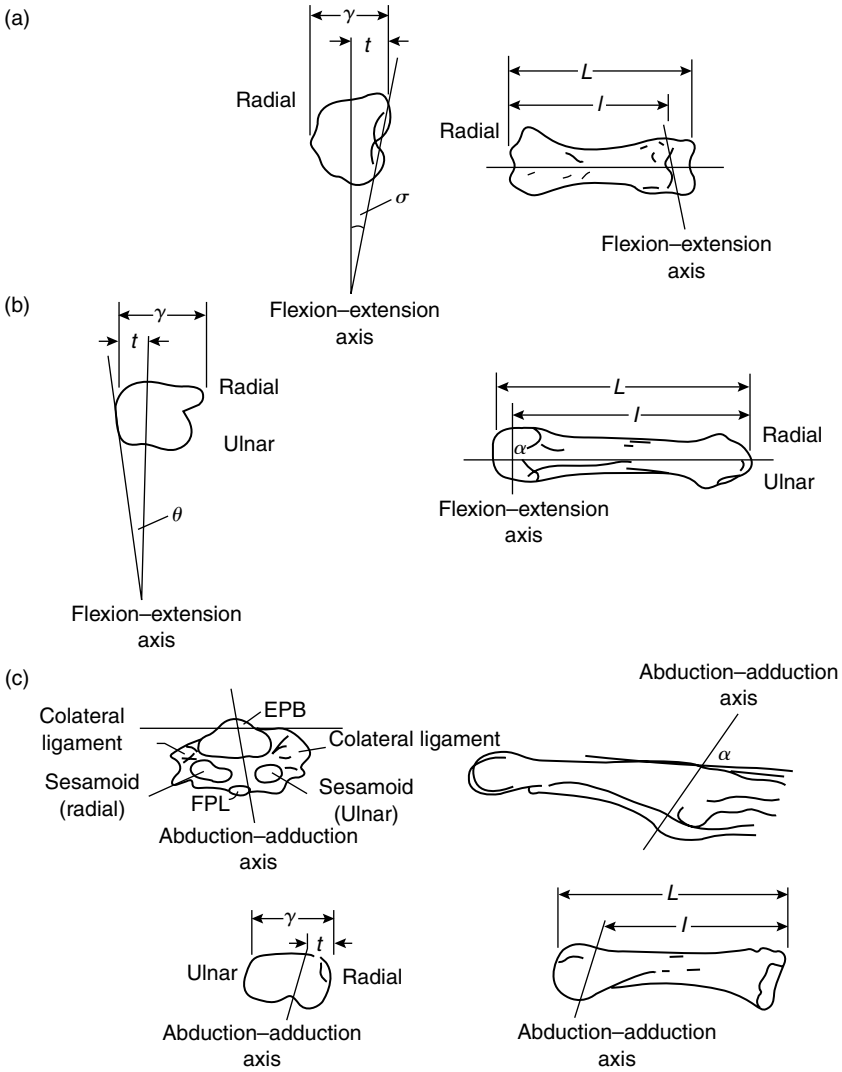 (a)
γ
t
Radial
σ
Flexion–extension
axis
L
l
Radial
Flexion–extension
axis
(b)
γ
t
Radial
Ulnar
θ
Flexion–extension
axis
L
l
α
Radial
Ulnar
Flexion–extension
axis
(c)
EPB
Colateral
ligament
Colateral ligament
Sesamoid
(radial)
FPL
Sesamoid
(Ulnar)
Abduction–adduction
axis
Abduction–adduction
axis
α
γ
t
Ulnar
Radial
Abduction–adduction
axis
L
l
Abduction–adduction
axis